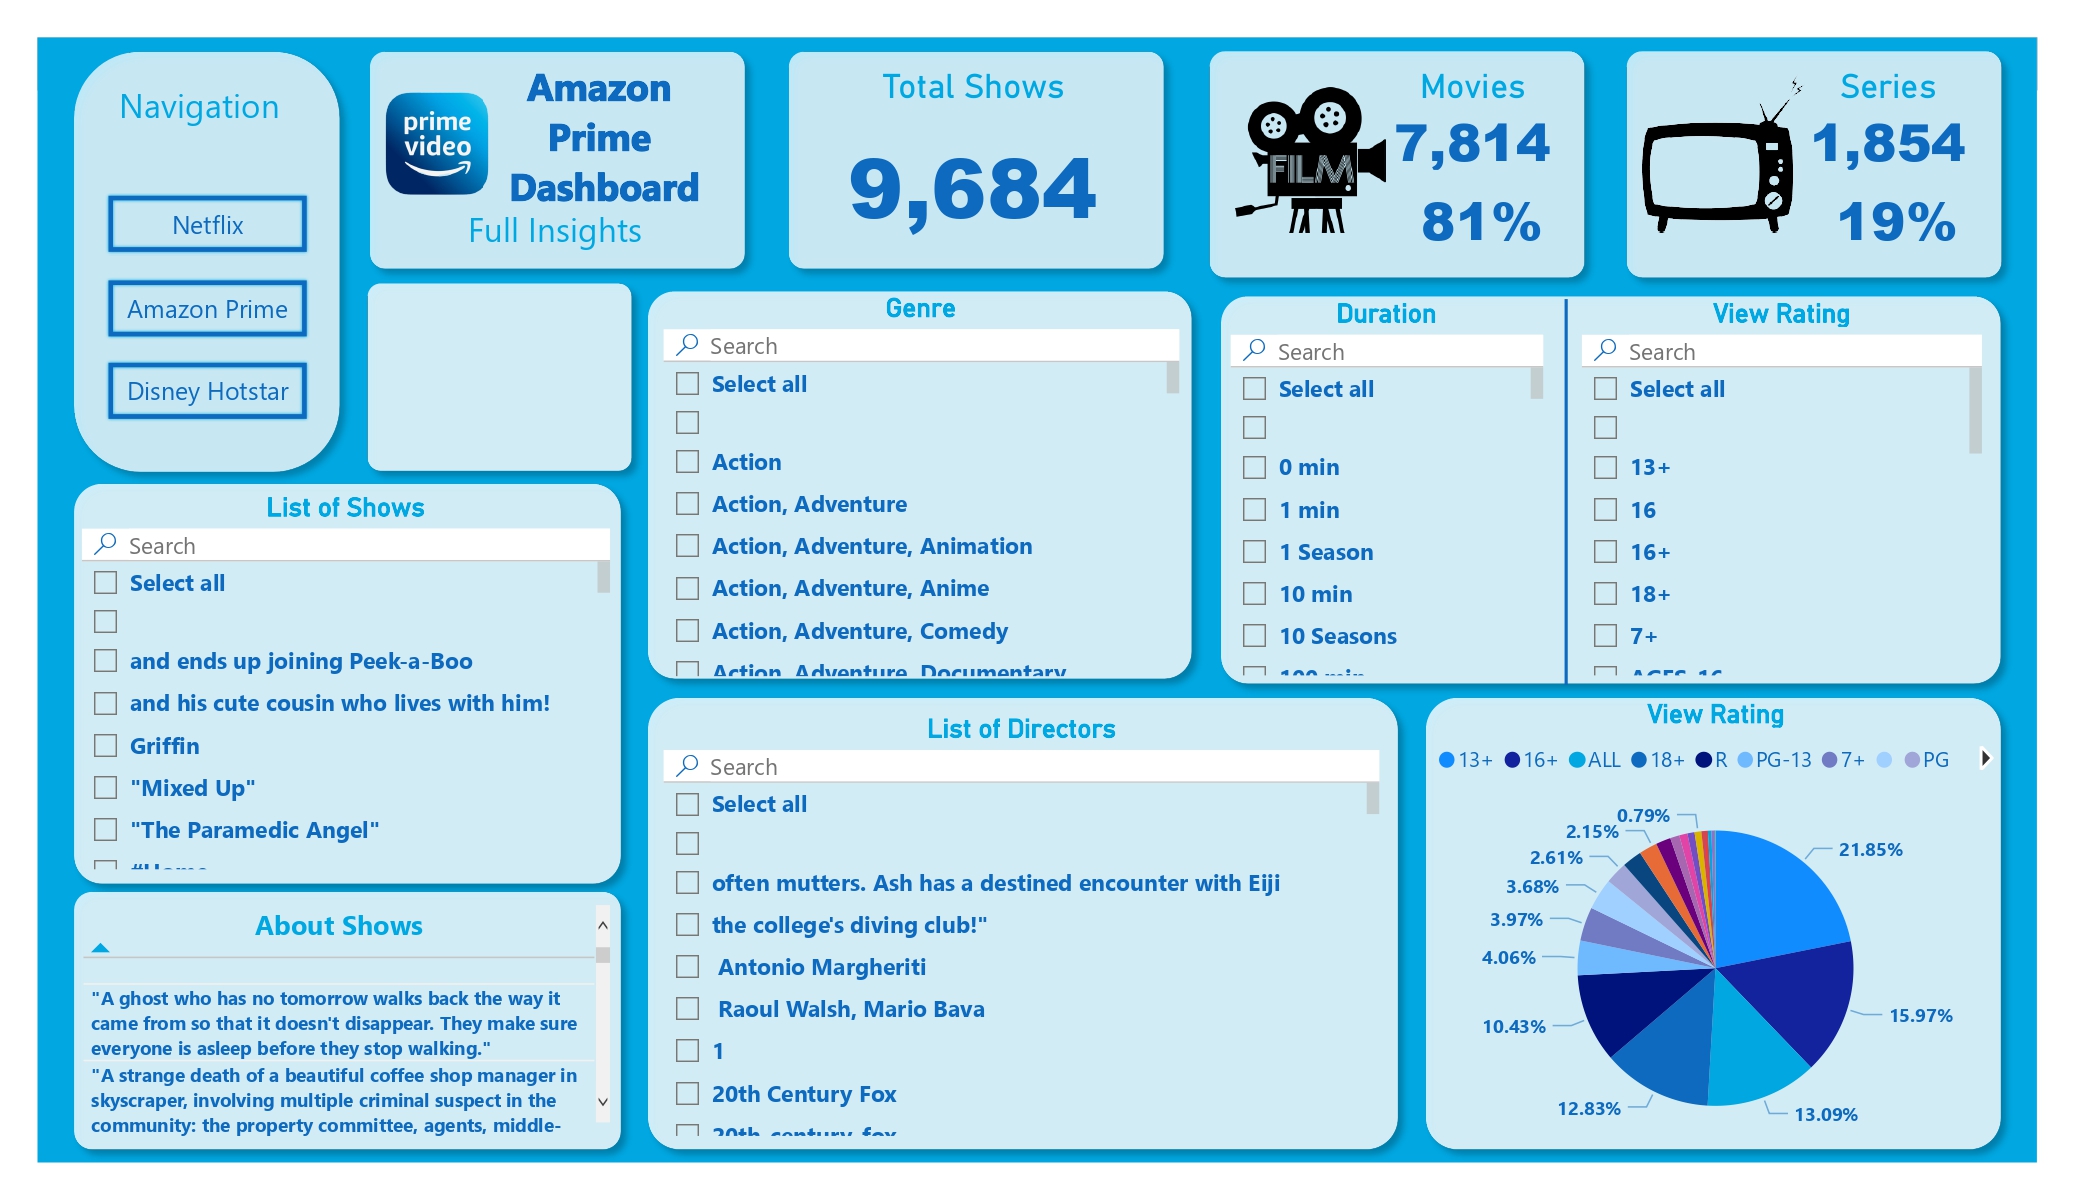 Navigation
Netflix
Amazon Prime
Disney Hotstar
prime
video
Amazon
Prime
Dashboard
Full Insights
Total Shows
9,684
FILM
Movies
7,814
81%
Series
1,854
19%
Genre
Search
Select all
Action
Action, Adventure
Action, Adventure, Animation
Action, Adventure, Anime
Action, Adventure, Comedy
Action, Adventure, Documentary
Duration
Search
Select all
0 min
1 min
1 Season
10 min
10 Seasons
100 min
View Rating
Search
Select all
13+
16
16+
18+
7+
AGES_16_
List of Shows
Search
Select all
and ends up joining Peek-a-Boo
and his cute cousin who lives with him!
Griffin
"Mixed Up"
"The Paramedic Angel"
#Home
About Shows
"A ghost who has no tomorrow walks back the way it
came from so that it doesn't disappear. They make sure
everyone is asleep before they stop walking."
"A strange death of a beautiful coffee shop manager in
skyscraper, involving multiple criminal suspect in the
community: the property committee, agents, middle-
List of Directors
Search
Select all
often mutters. Ash has a destined encounter with Eiji
the college's diving club!"
Antonio Margheriti
Raoul Walsh, Mario Bava
1
20th Century Fox
20th-century-fox
View Rating
13+ 16+ ALL 18+ R PG-13 7+ PG
0.79%
2.15%
2.61%
3.68%
3.97%
4.06%
10.43%
12.83%
13.09%
15.97%
21.85%